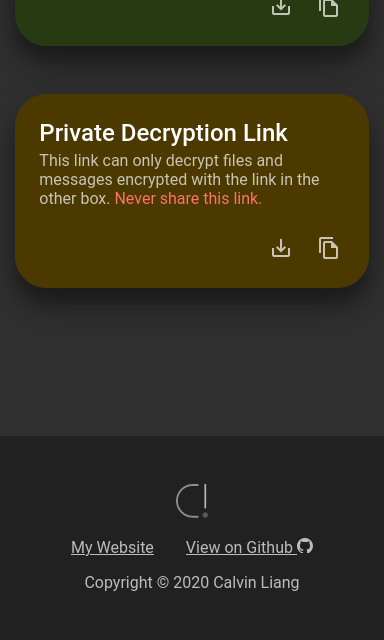 Private Decryption Link
This link can only decrypt files and
messages encrypted with the link in the
other box. Never share this link.
C!
My Website View on Github
Copyright © 2020 Calvin Liang